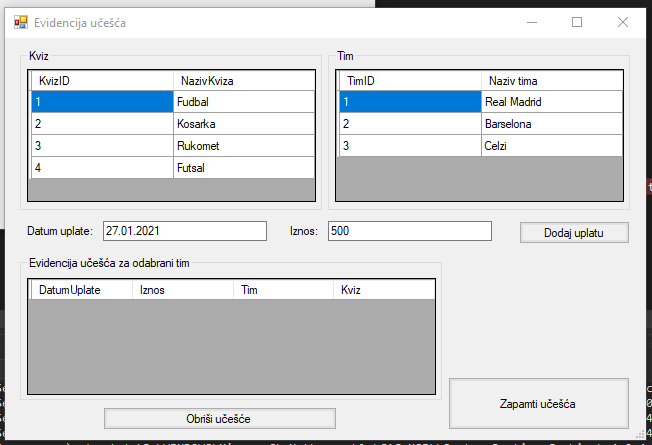 Evidencija učešća
Kviz
KvizID NazivKviza
1 Fudbal
2 Kosarka
3 Rukomet
4 Futsal
Tim
TimID Naziv tima
1 Real Madrid
2 Barselona
3 Celzi
Datum uplate: 27.01.2021 Iznos: 500 Dodaj uplatu
Evidencija učešća za odabrani tim
DatumUplate Iznos Tim Kviz
Zapamti učešća
Obriši učešće